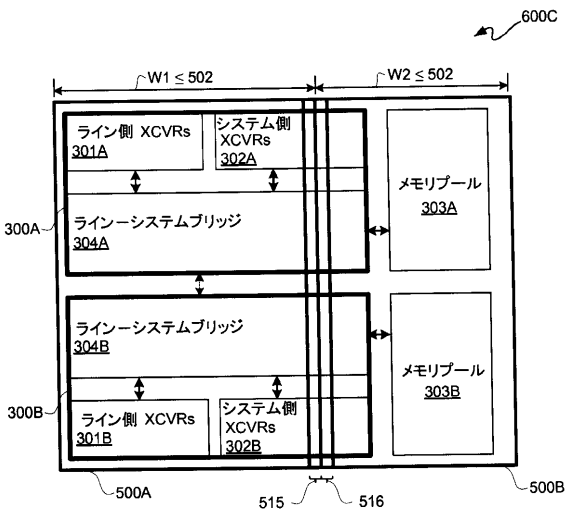 600C
W1 ≤ 502
W2 ≤ 502
ライン側 XCVRs
301A
システム側
XCVRs
302A
メモリプール
303A
300A
ラインーシステムブリッジ
304A
ラインーシステムブリッジ
304B
メモリプール
303B
300B
ライン側 XCVRs
301B
システム側
XCVRs
302B
500A
515
516
500B